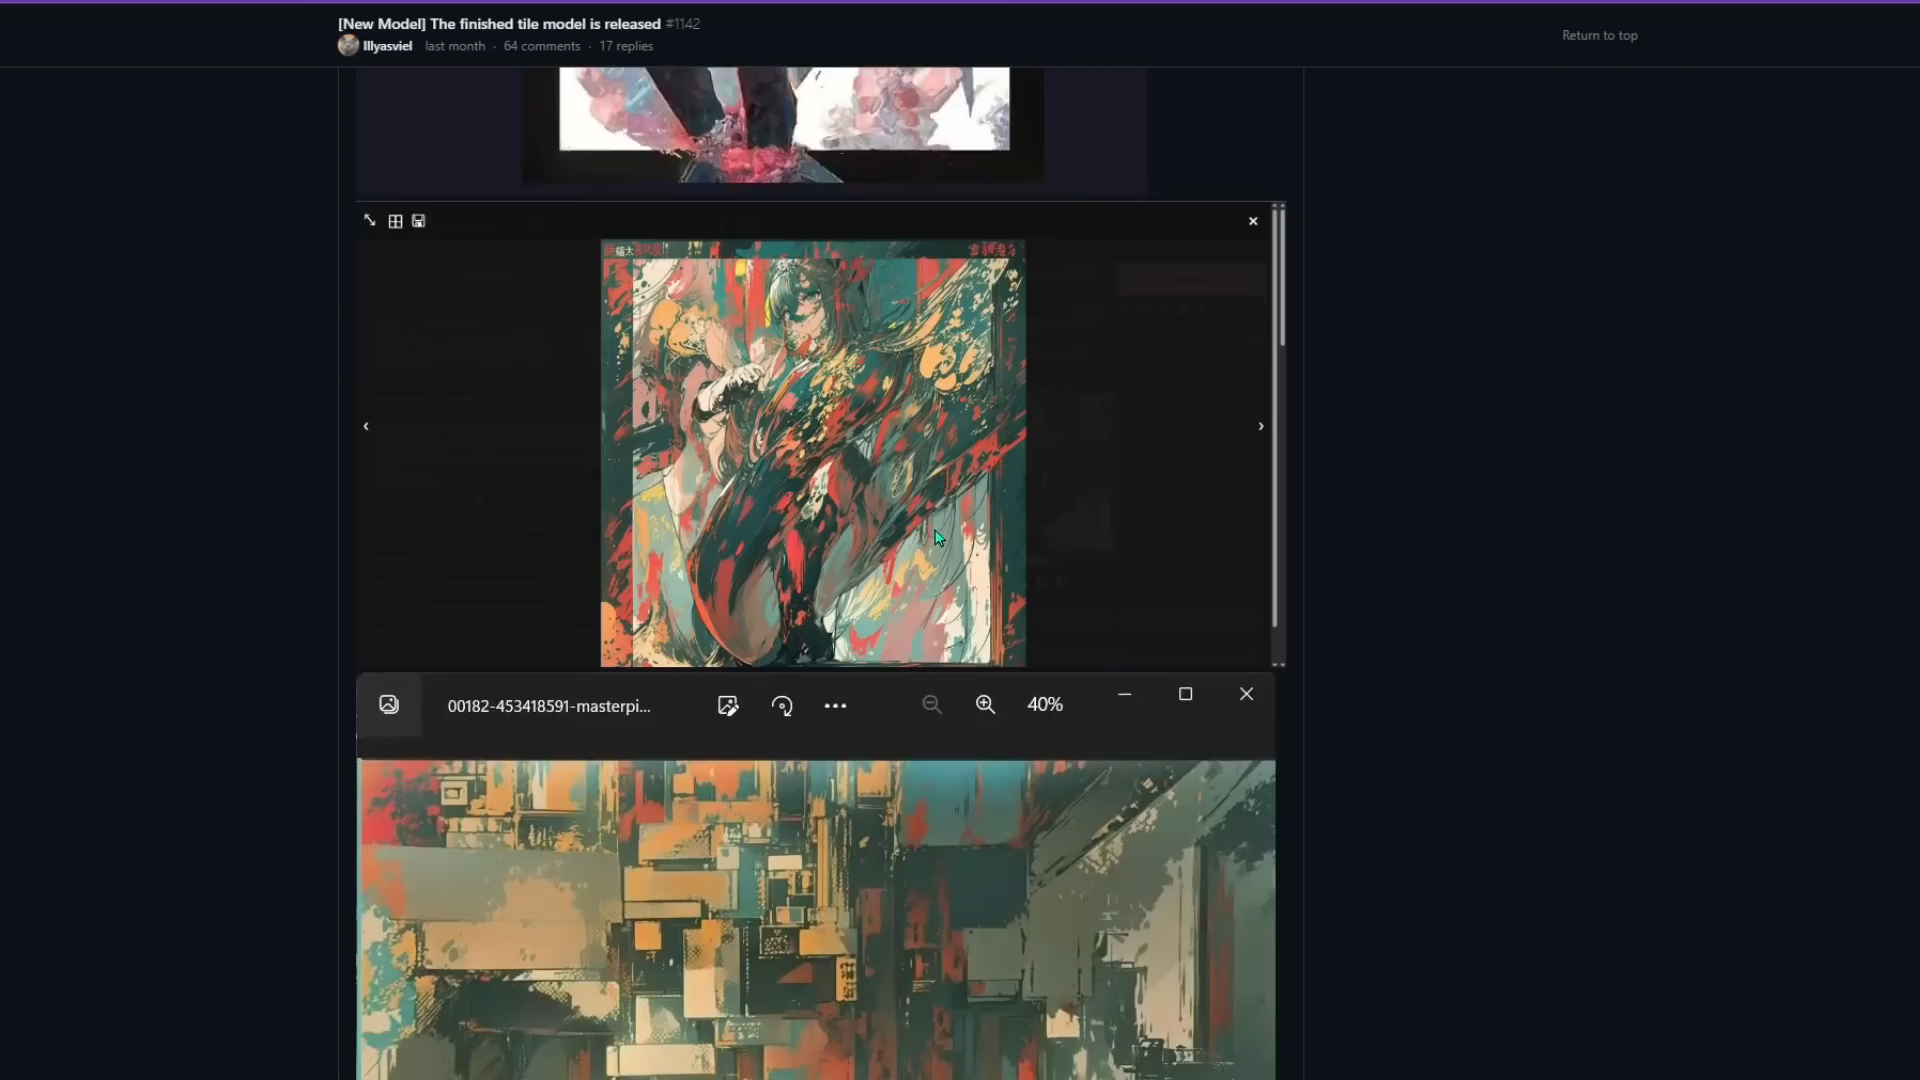 [New Model] The finished tile model is released #1142
lllyasviel last month · 64 comments · 17 replies
Return to top
00182-453418591-masterpi...
40%